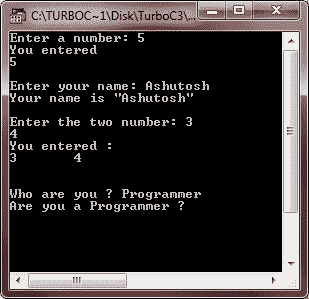 C:\TURBOC~1\Disk\TurboC3\...
Enter a number: 5
You entered
5
Enter your name: Ashutosh
Your name is "Ashutosh"
Enter the two number: 3
4
You entered :
3 4
Who are you ? Programmer
Are you a Programmer ?